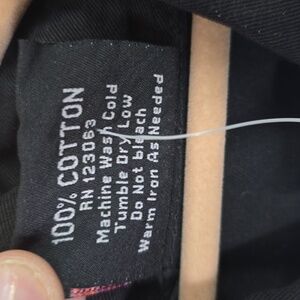 100% COTTON
RN 123063
Machine Wash Cold
Tumble Dry Low
Do Not bleach
Warm Iron As Needed